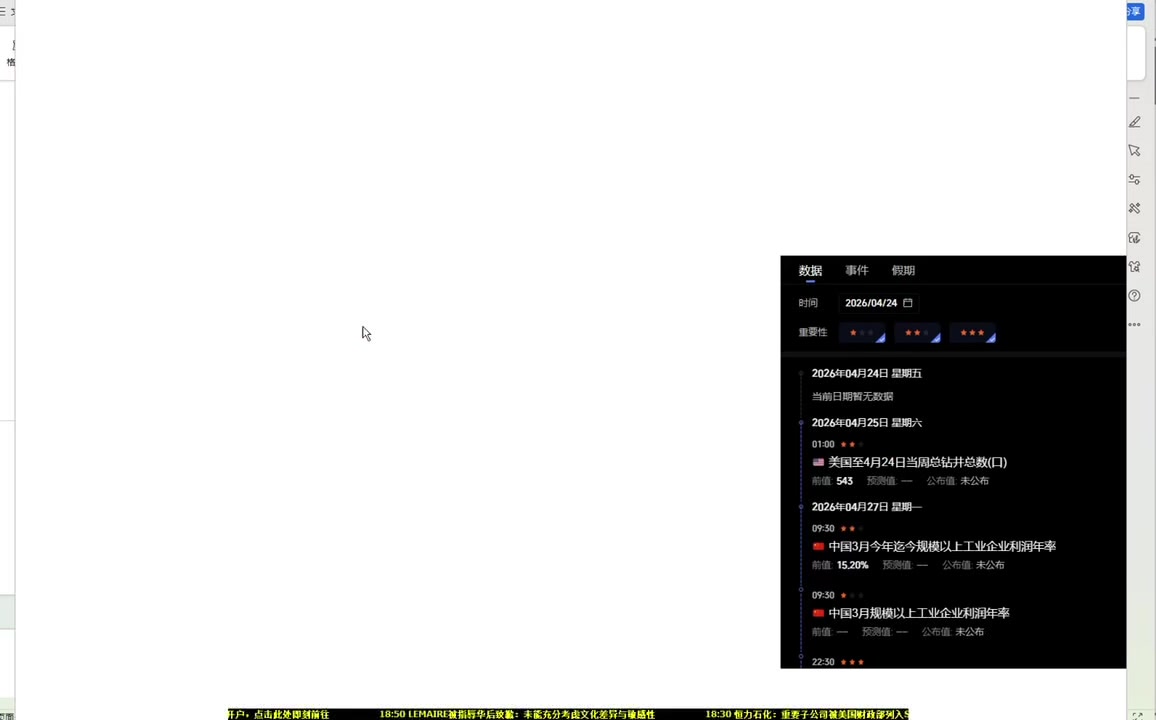 分享
数据 事件 假期
时间 2026/04/24
重要性
2026年04月24日 星期五
当前日期暂无数据
2026年04月25日 星期六
01:00
美国至4月24日当周总钻井总数(口)
前值: 543 预测值: — 公布值: 未公布
2026年04月27日 星期一
09:30
中国3月今年迄今规模以上工业企业利润年率
前值: 15.20% 预测值: — 公布值: 未公布
09:30
中国3月规模以上工业企业利润年率
前值: — 预测值: — 公布值: 未公布
22:30
开户，点击此处即刻前往 18:50 LEMAIRE被指辱华后致歉：未能充分考虑文化差异与敏感性 18:30 恒力石化：重要子公司被美国财政部列入S